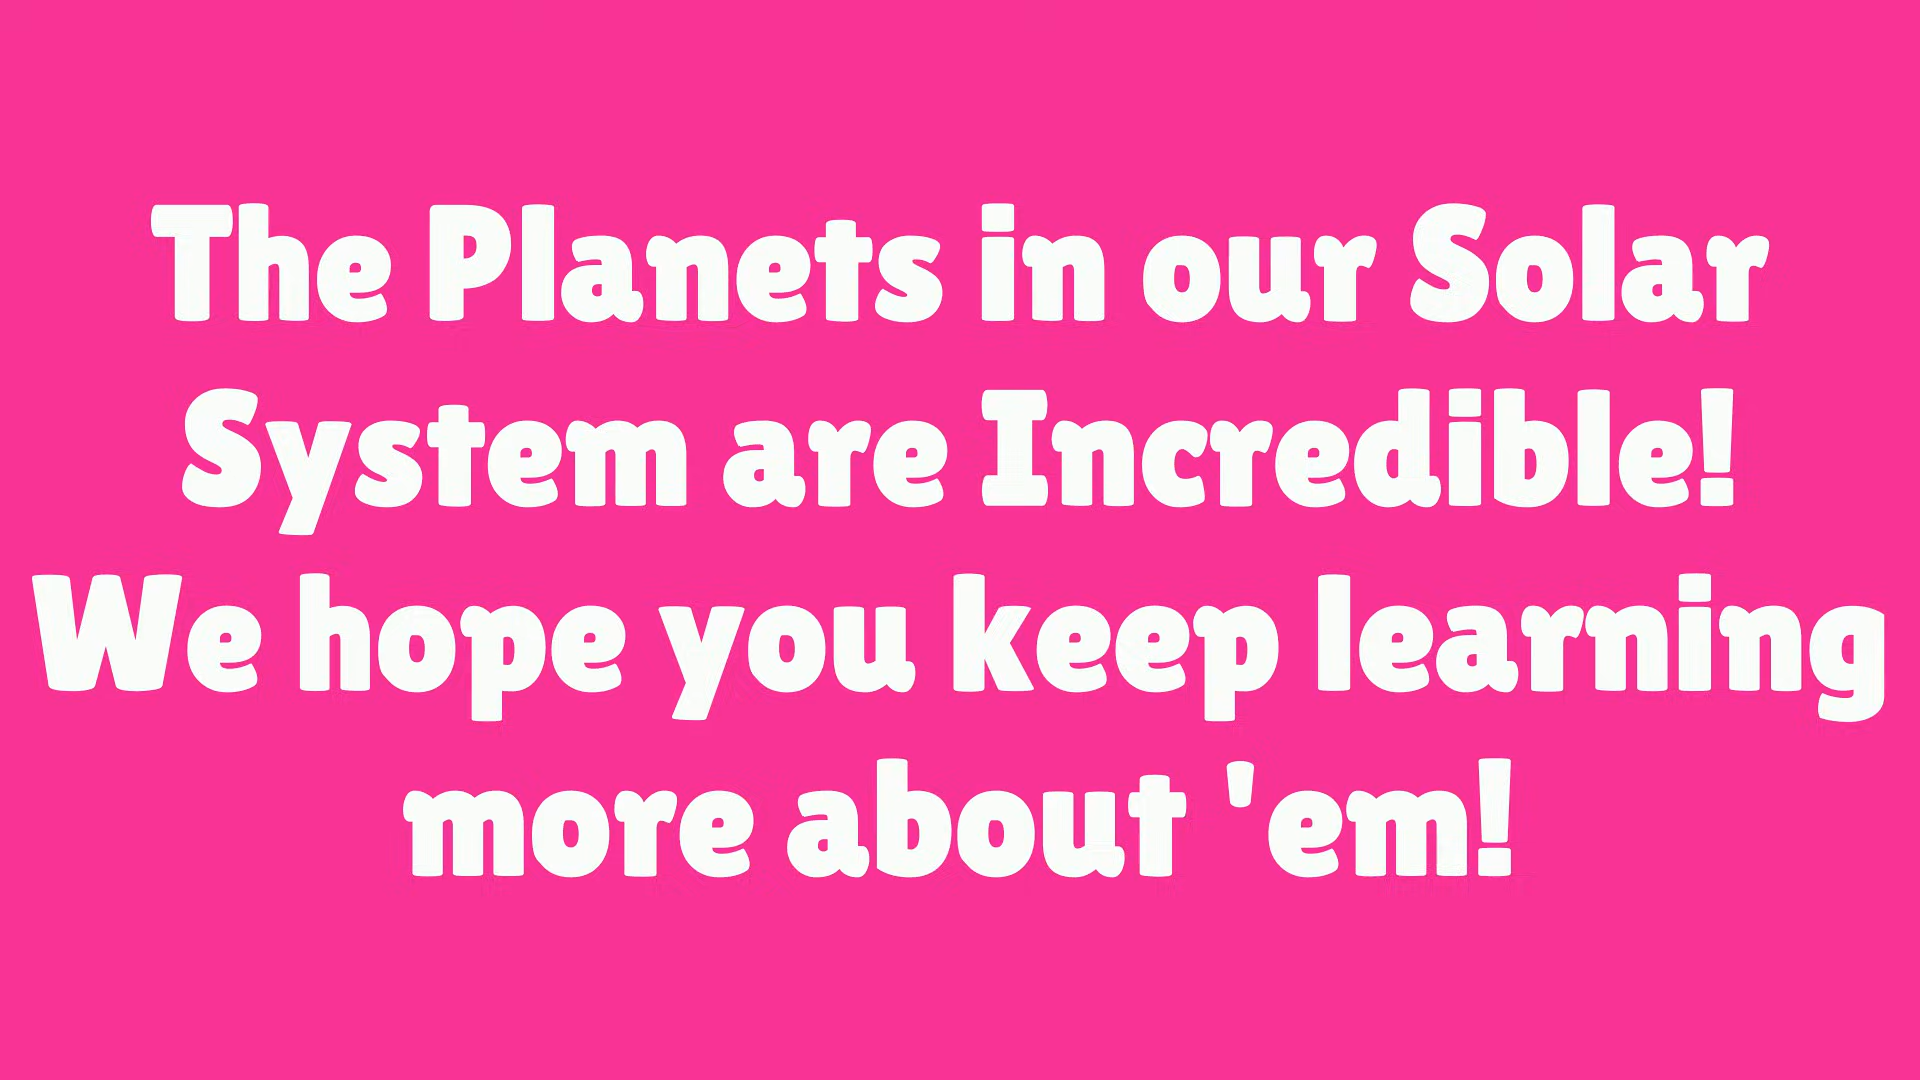 The Planets in our Solar
System are Incredible!
We hope you keep learning
more about 'em!